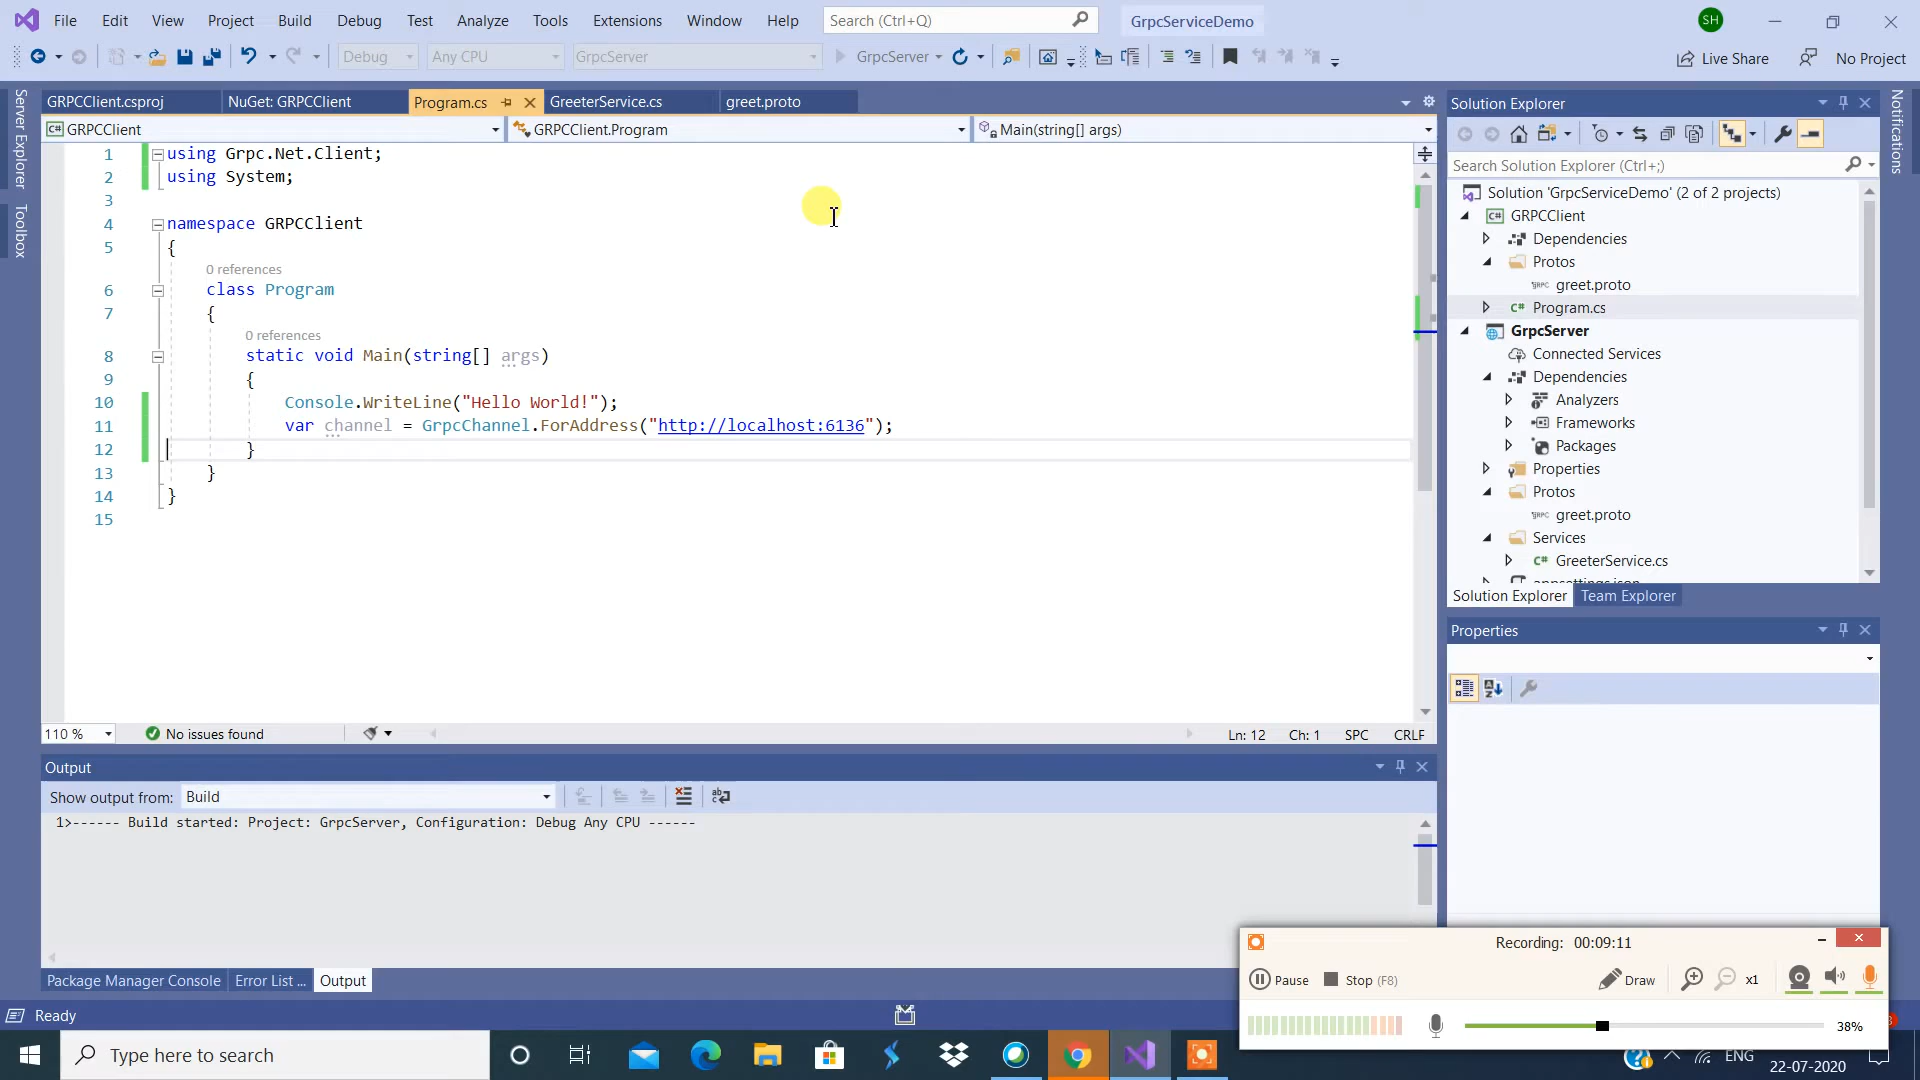 File Edit View Project Build Debug Test Analyze Tools Extensions Window Help Search (Ctrl+Q) GrpcServiceDemo SH
Debug Any CPU GrpcServer GrpcServer Live Share No Project
Server Explorer
Toolbox
GRPCClient.csproj NuGet: GRPCClient Program.cs GreeterService.cs greet.proto
GRPCClient GRPCClient.Program Main(string[] args)
1 using Grpc.Net.Client;
2 using System;
3
4 namespace GRPCClient
5 {
0 references
6 class Program
7 {
0 references
8 static void Main(string[] args)
9 {
10 Console.WriteLine("Hello World!");
11 var channel = GrpcChannel.ForAddress("http://localhost:6136");
12 }
13 }
14 }
15
110 % No issues found Ln: 12 Ch: 1 SPC CRLF
Output
Show output from: Build
1>------ Build started: Project: GrpcServer, Configuration: Debug Any CPU ------
Package Manager Console Error List ... Output
Solution Explorer
Search Solution Explorer (Ctrl+;)
Solution 'GrpcServiceDemo' (2 of 2 projects)
GRPCClient
Dependencies
Protos
greet.proto
Program.cs
GrpcServer
Connected Services
Dependencies
Analyzers
Frameworks
Packages
Properties
Protos
greet.proto
Services
GreeterService.cs
appsettings.json
Solution Explorer Team Explorer
Properties
Notifications
Recording: 00:09:11
Pause Stop (F8) Draw x1
38%
Ready
Type here to search
ENG
22-07-2020